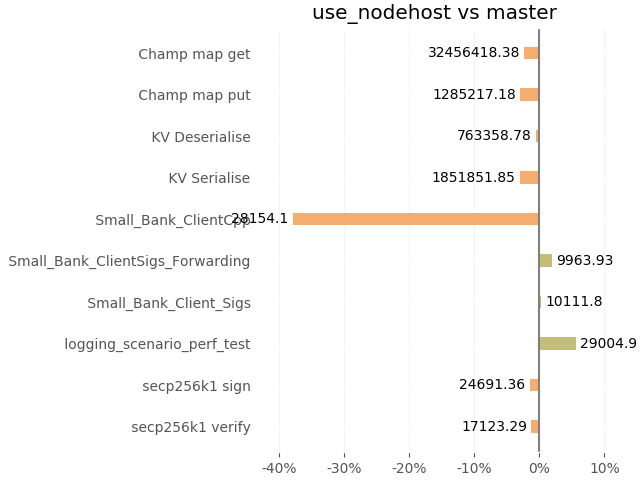 use_nodehost vs master
Champ map get 32456418.38
Champ map put 1285217.18
KV Deserialise 763358.78
KV Serialise 1851851.85
Small_Bank_ClientCpp 28154.1
Small_Bank_ClientSigs_Forwarding 9963.93
Small_Bank_Client_Sigs 10111.8
logging_scenario_perf_test 29004.9
secp256k1 sign 24691.36
secp256k1 verify 17123.29
-40% -30% -20% -10% 0% 10%